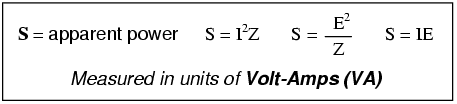 S = apparent power S = I²Z S = E²/Z S = IE
Measured in units of Volt-Amps (VA)